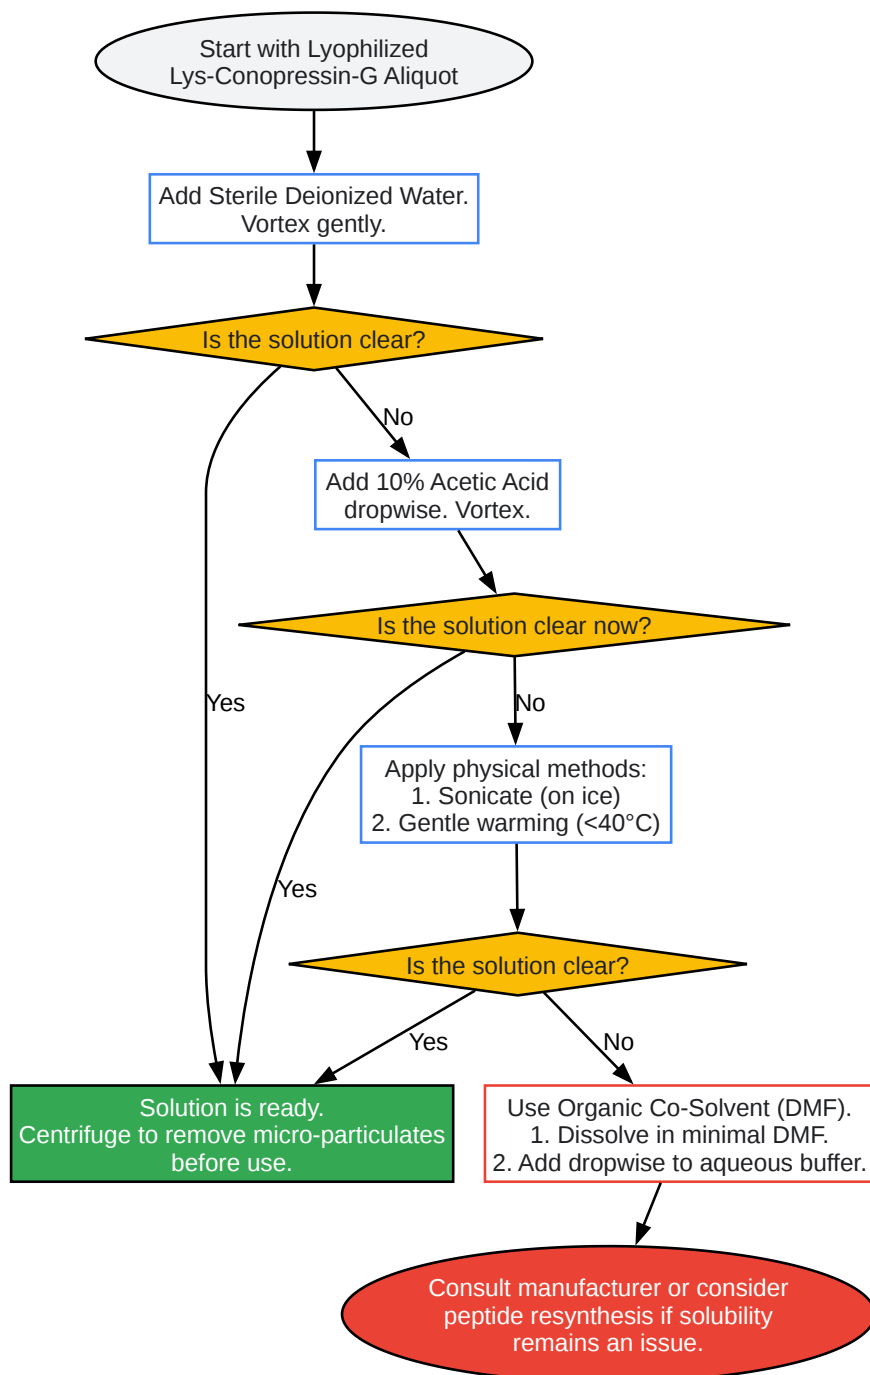 Start with Lyophilized
Lys-Conopressin-G Aliquot
Add Sterile Deionized Water.
Vortex gently.
Is the solution clear?
No
Add 10% Acetic Acid
dropwise. Vortex.
Is the solution clear now?
Yes
No
Apply physical methods:
1. Sonicate (on ice)
2. Gentle warming (<40°C)
Yes
Is the solution clear?
Yes
No
Solution is ready.
Centrifuge to remove micro-particulates
before use.
Use Organic Co-Solvent (DMF).
1. Dissolve in minimal DMF.
2. Add dropwise to aqueous buffer.
Consult manufacturer or consider
peptide resynthesis if solubility
remains an issue.